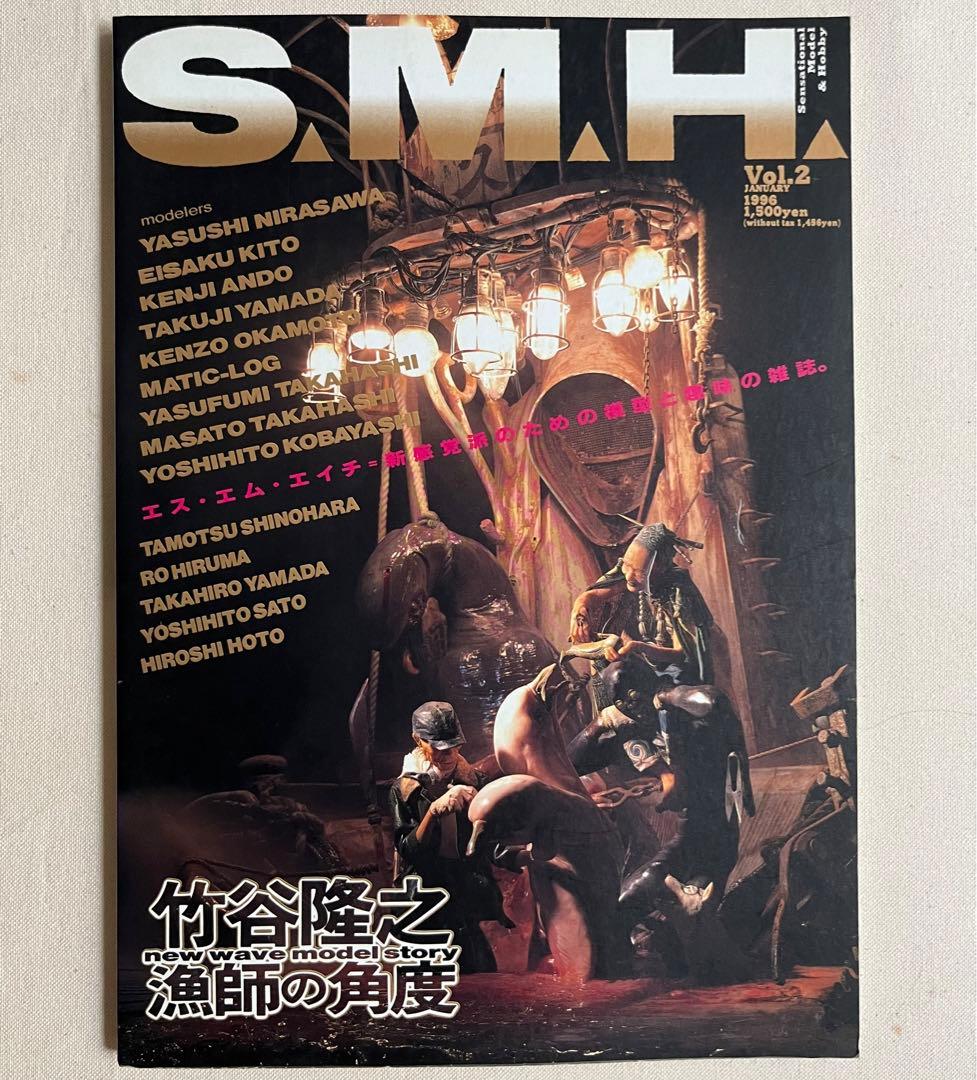 S.M.H.
Sensational
Model
& Hobby
Vol.2
JANUARY
1996
1,500yen
(without tax 1,456yen)
ス
modelers
YASUSHI NIRASAWA
EISAKU KITO
KENJI ANDO
TAKUJI YAMADA
KENZO OKAMOTO
MATIC-LOG
YASUFUMI TAKAHASHI
MASATO TAKAHASHI
YOSHIHITO KOBAYASHI
エス・エム・エイチ=新感覚派のための模型と趣味の雑誌。
TAMOTSU SHINOHARA
RO HIRUMA
TAKAHIRO YAMADA
YOSHIHITO SATO
HIROSHI HOTO
竹谷隆之
new wave model story
漁師の角度